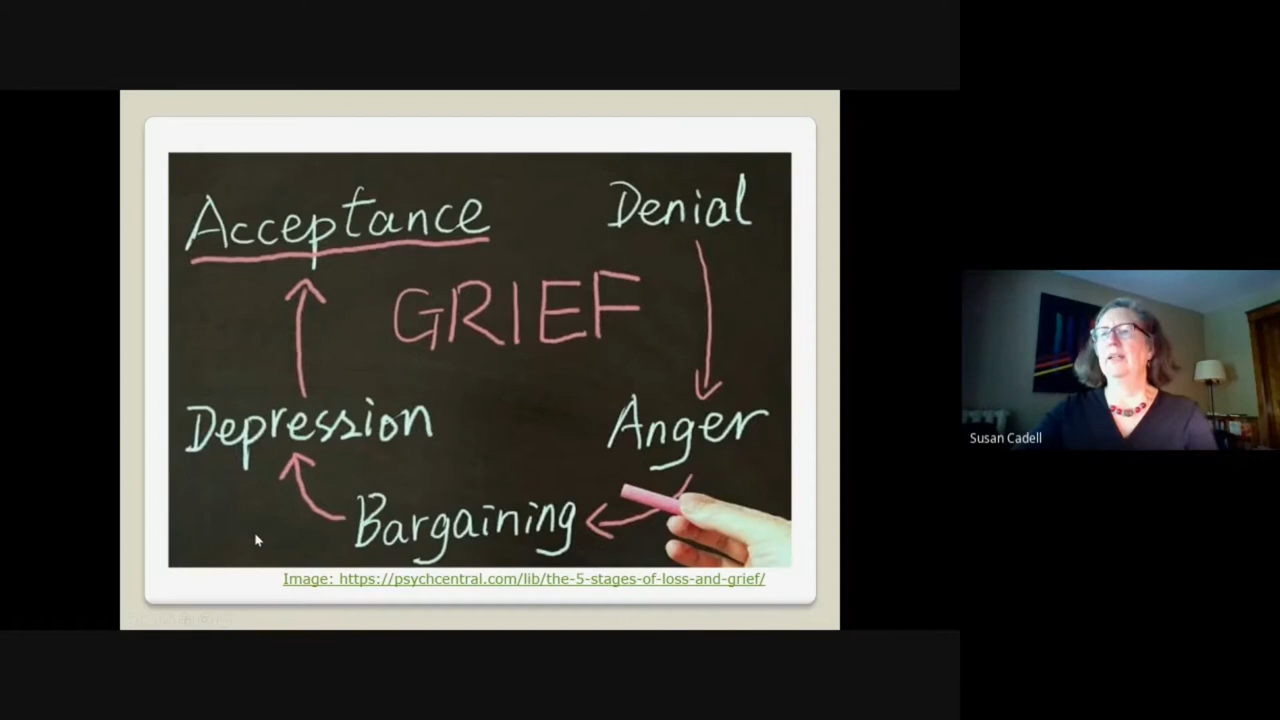 Acceptance
Denial
GRIEF
Depression
Anger
Bargaining
Image: https://psychcentral.com/lib/the-5-stages-of-loss-and-grief/
Susan Cadell